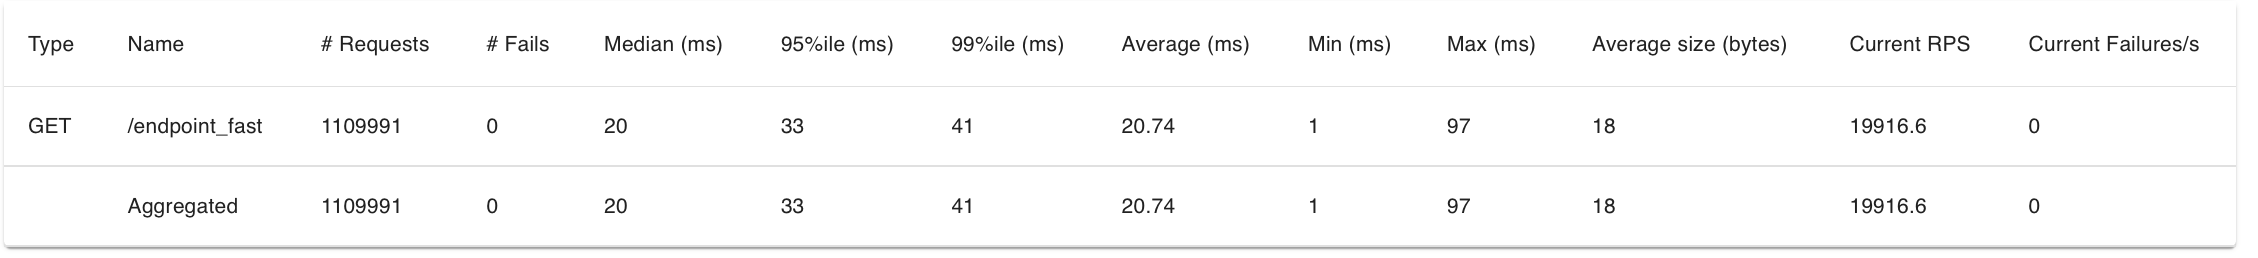 Type Name # Requests # Fails Median (ms) 95%ile (ms) 99%ile (ms) Average (ms) Min (ms) Max (ms) Average size (bytes) Current RPS Current Failures/s
GET /endpoint_fast 1109991 0 20 33 41 20.74 1 97 18 19916.6 0
Aggregated 1109991 0 20 33 41 20.74 1 97 18 19916.6 0